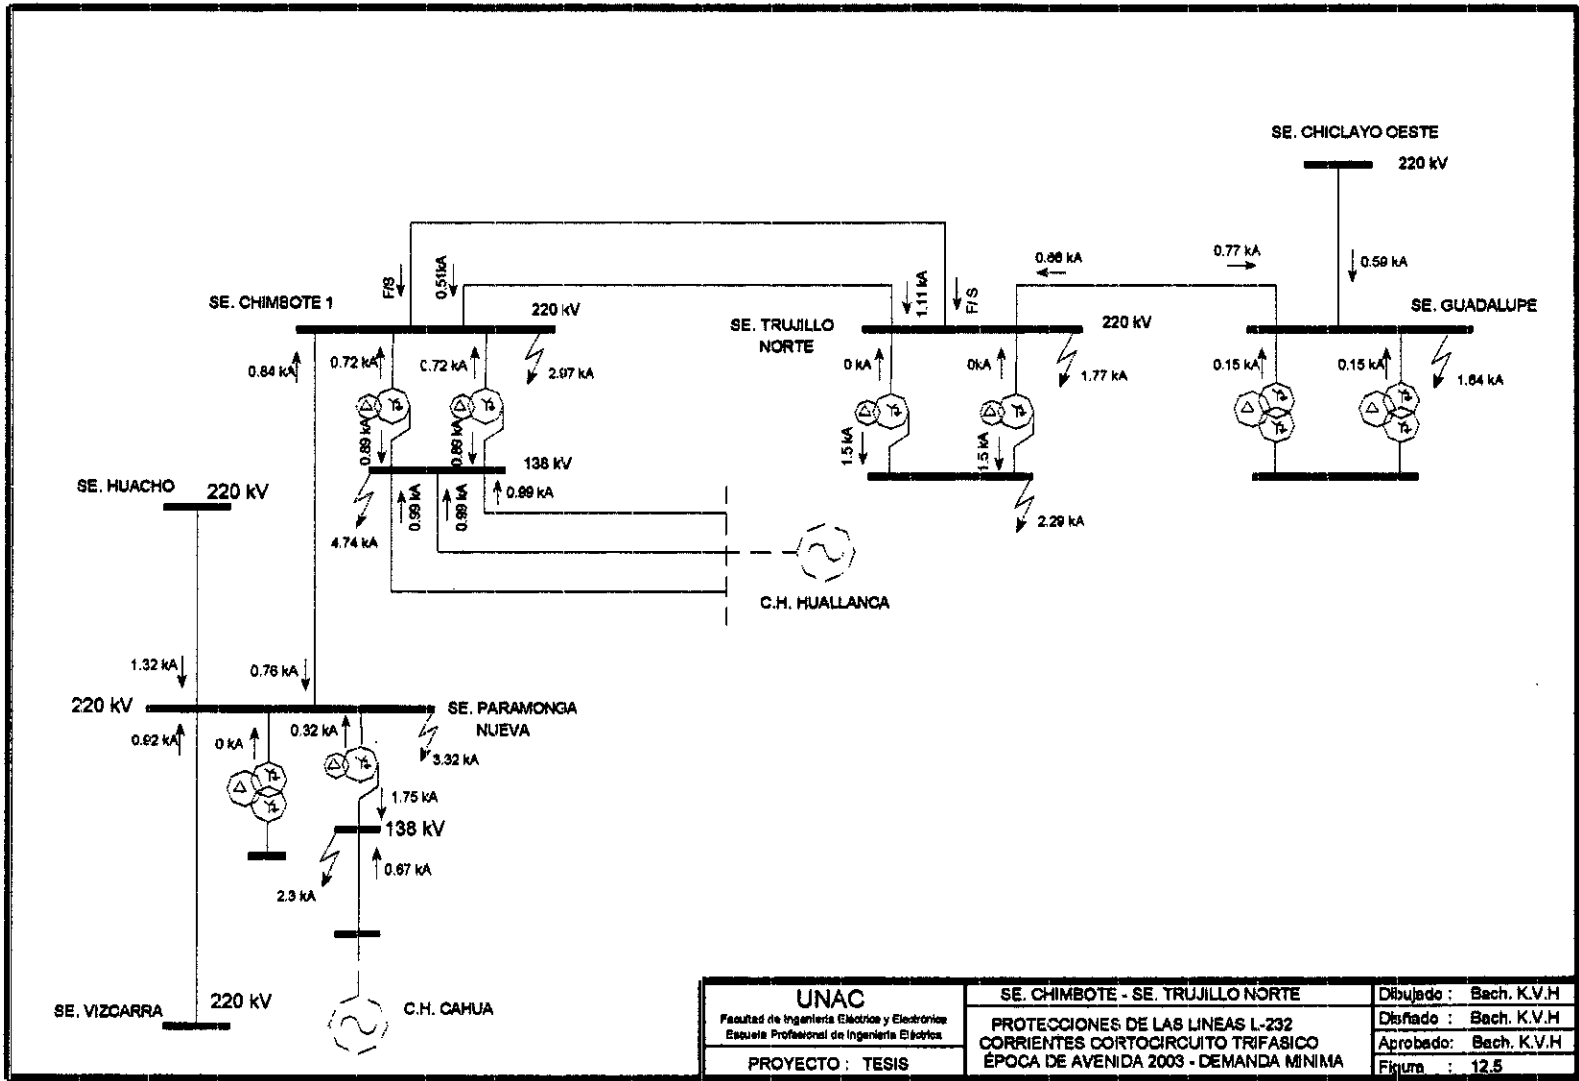 SE. CHICLAYO OESTE
220 kV
0.77 kA
0.59 kA
F/S
0.51kA
1.11 kA
F/S
SE. CHIMBOTE 1
220 kV
SE. TRUJILLO
NORTE
220 kV
SE. GUADALUPE
0.84 kA
0.72 kA
0.72 kA
2.97 kA
0 kA
0kA
1.77 kA
0.15 kA
0.15 kA
1.64 kA
0.89 kA
0.89 kA
1.5 kA
1.5 kA
138 kV
SE. HUACHO
220 kV
0.99 kA
0.99 kA
0.99 kA
4.74 kA
2.29 kA
C.H. HUALLANCA
1.32 kA
0.76 kA
220 kV
SE. PARAMONGA
NUEVA
0.92 kA
0 kA
0.32 kA
3.32 kA
1.75 kA
138 kV
0.67 kA
2.3 kA
SE. VIZCARRA
220 kV
C.H. CAHUA
UNAC
Facultad de Ingeniería Eléctrica y Electrónica
Escuela Profesional de Ingeniería Eléctrica
PROYECTO : TESIS
SE. CHIMBOTE - SE. TRUJILLO NORTE
PROTECCIONES DE LAS LINEAS L-232
CORRIENTES CORTOCIRCUITO TRIFASICO
ÉPOCA DE AVENIDA 2003 - DEMANDA MINIMA
Dibujado : Bach. K.V.H
Diseñado : Bach. K.V.H
Aprobado: Bach. K.V.H
Figura : 12.5